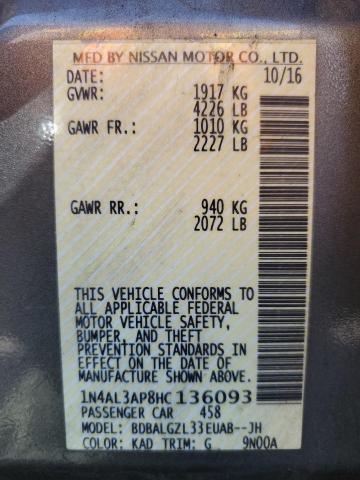 MFD BY NISSAN MOTOR CO., LTD.
DATE: 10/16
GVWR: 1917 KG
4226 LB
GAWR FR.: 1010 KG
2227 LB
GAWR RR.: 940 KG
2072 LB
THIS VEHICLE CONFORMS TO
ALL APPLICABLE FEDERAL
MOTOR VEHICLE SAFETY,
BUMPER, AND THEFT
PREVENTION STANDARDS
IN EFFECT ON THE DATE OF
MANUFACTURE SHOWN ABOVE.
1N4AL3AP8HC136093
PASSENGER CAR 458
MODEL: BDBALGZL33EUAB--JH
COLOR: KAD TRIM: G 9N00A